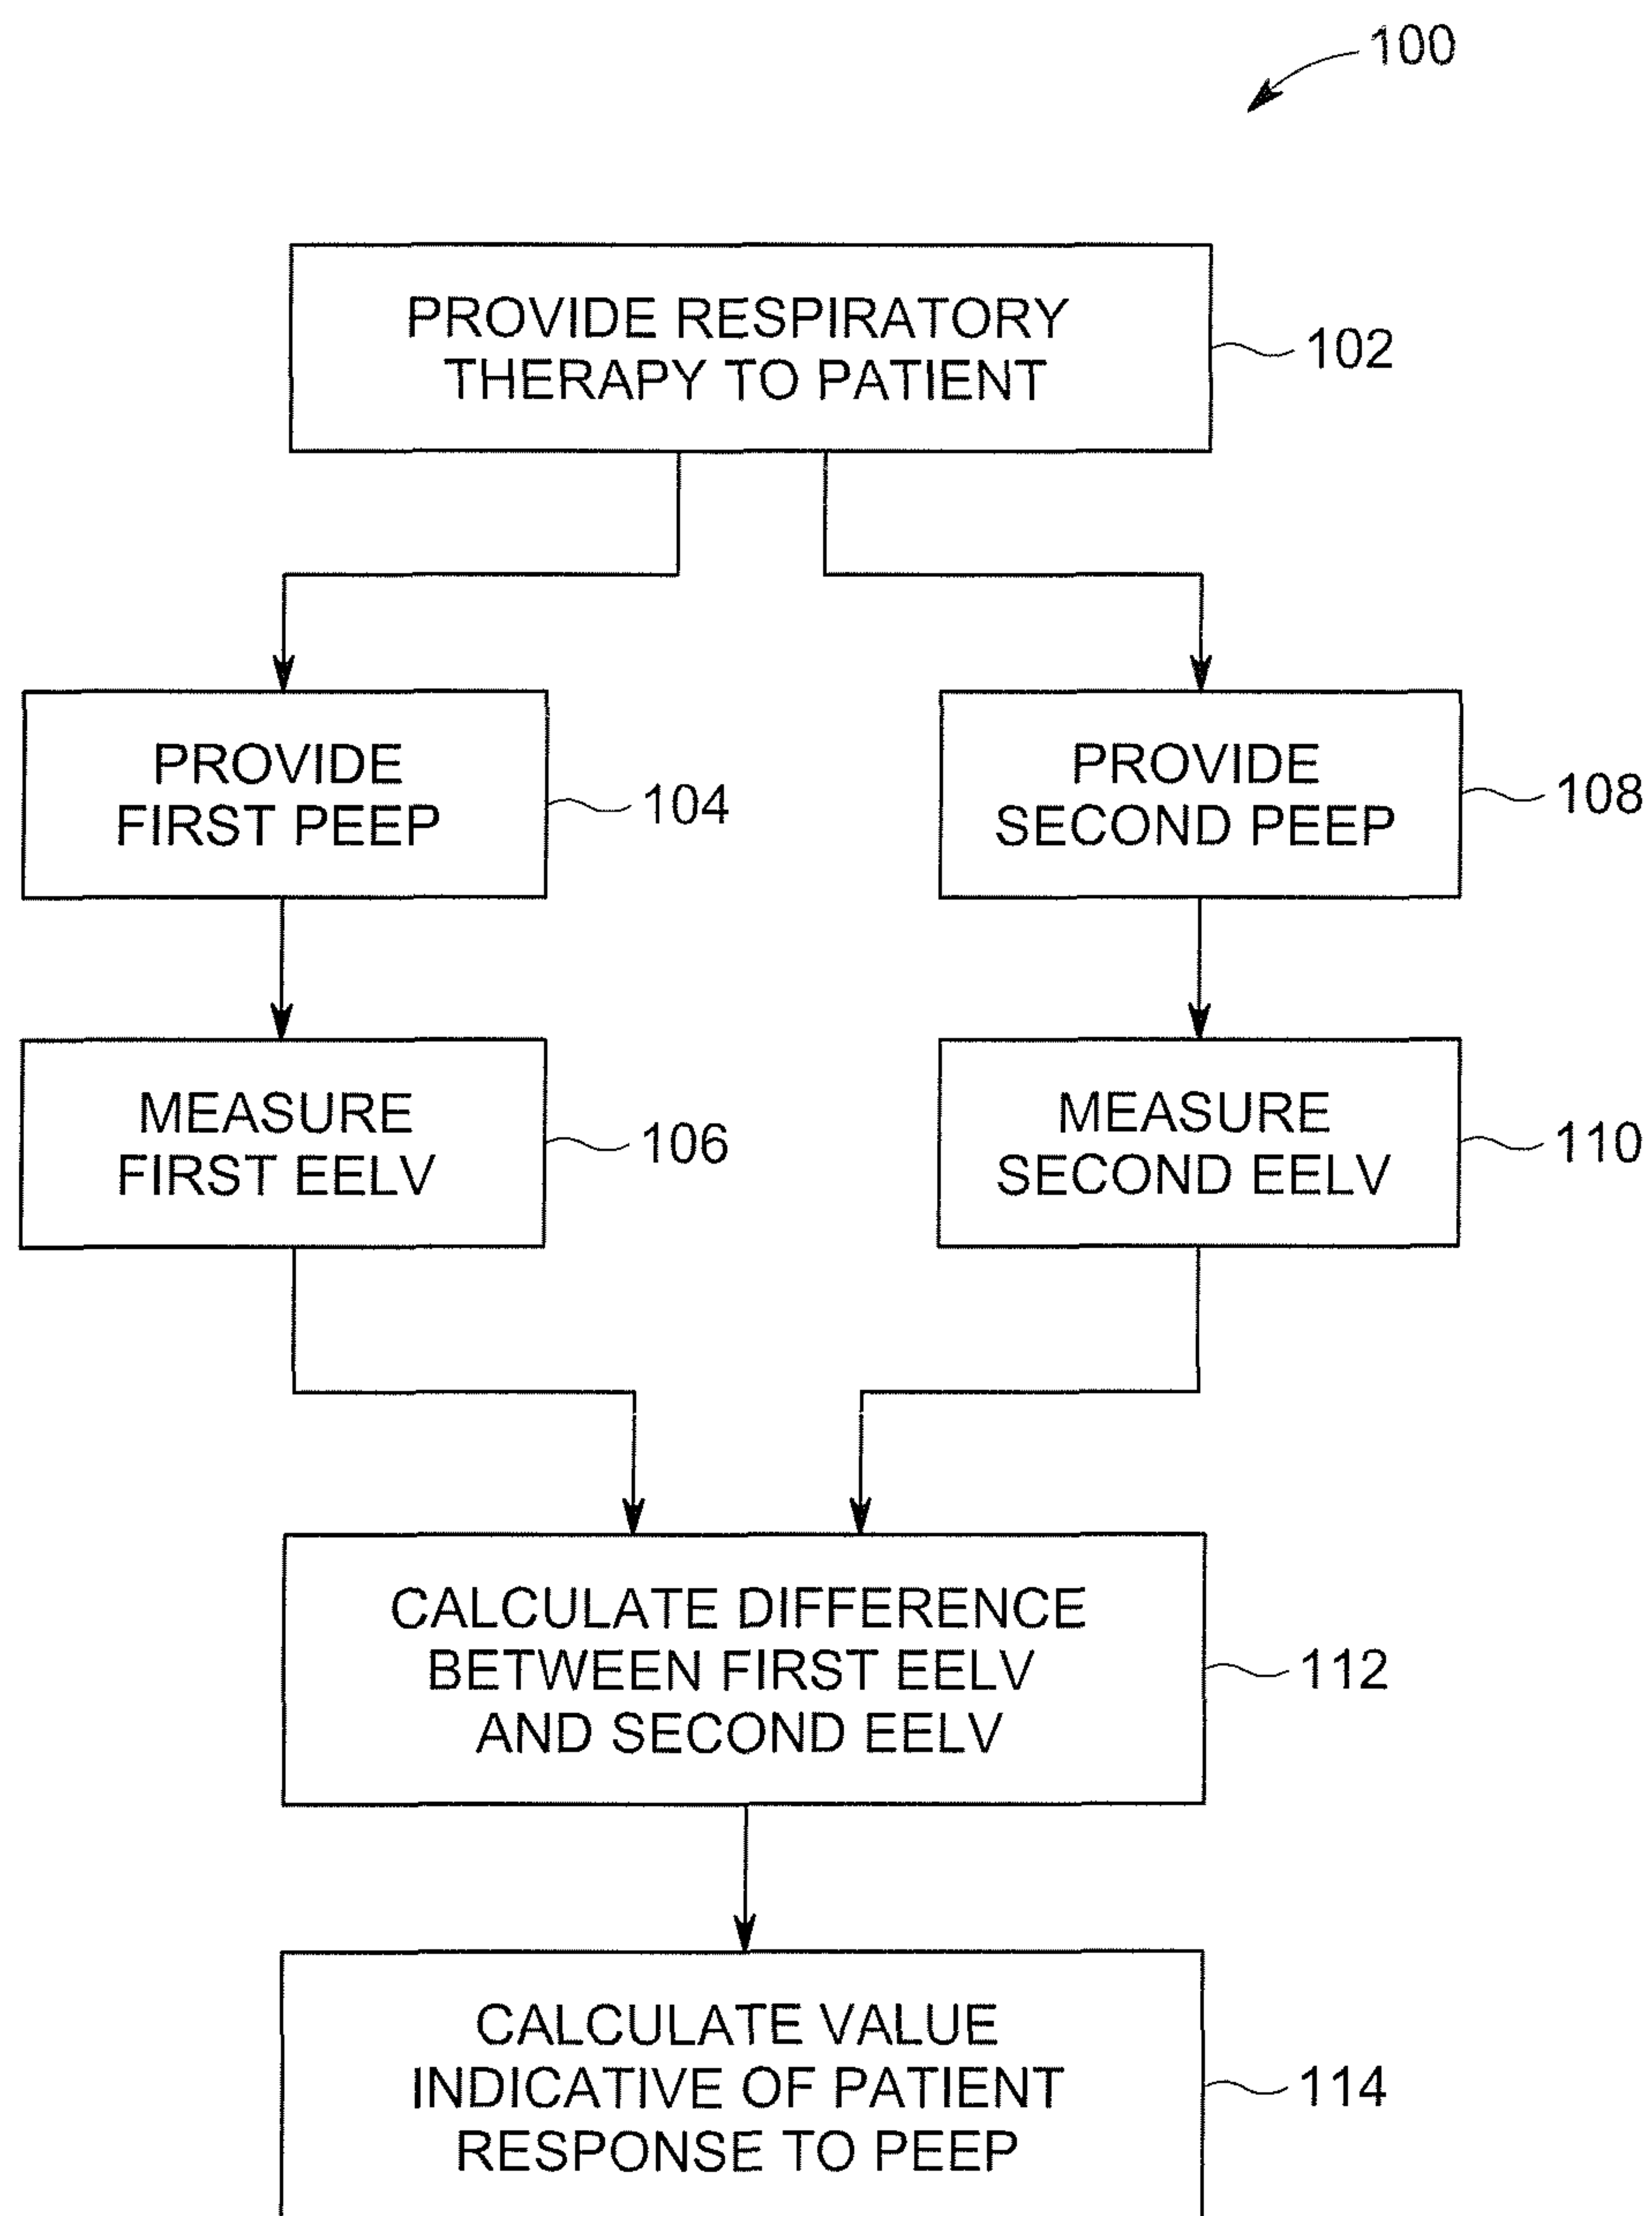 100
PROVIDE RESPIRATORY
THERAPY TO PATIENT
102
PROVIDE
FIRST PEEP
104
PROVIDE
SECOND PEEP
108
MEASURE
FIRST EELV
106
MEASURE
SECOND EELV
110
CALCULATE DIFFERENCE
BETWEEN FIRST EELV
AND SECOND EELV
112
CALCULATE VALUE
INDICATIVE OF PATIENT
RESPONSE TO PEEP
114